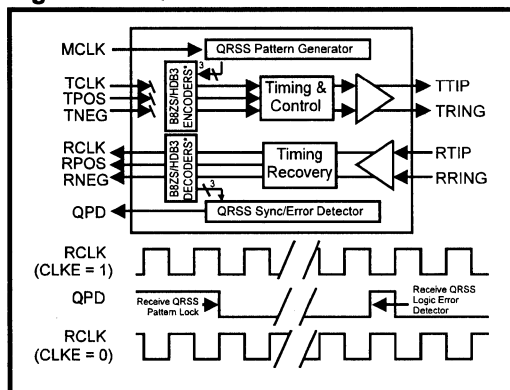 MCLK
QRSS Pattern Generator
3
TCLK
TPOS
TNEG
B8ZS/HDB3
ENCODERS*
Timing &
Control
TTIP
TRING
RCLK
RPOS
RNEG
B8ZS/HDB3
DECODERS*
Timing
Recovery
RTIP
RRING
3
QPD
QRSS Sync/Error Detector
RCLK
(CLKE = 1)
QPD
Receive QRSS
Pattern Lock
Receive QRSS
Logic Error
Detector
RCLK
(CLKE = 0)